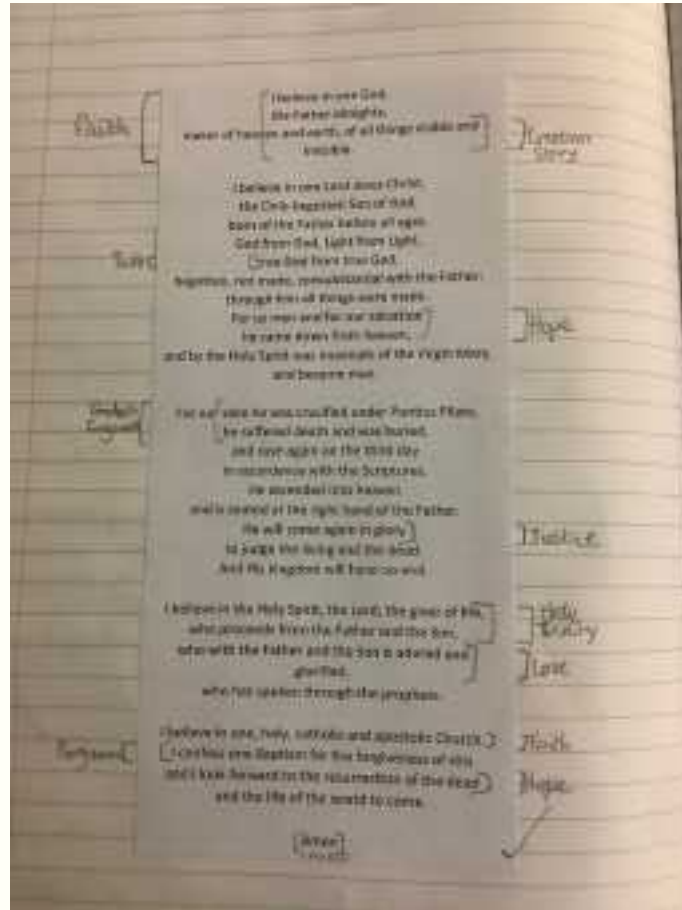 I believe in one God,
the Father almighty,
Faith
maker of heaven and earth, of all things visible and
invisible.
Creation
Story
I believe in one Lord Jesus Christ,
the Only Begotten Son of God,
born of the Father before all ages.
God from God, Light from Light,
true God from true God,
begotten, not made, consubstantial with the Father;
through him all things were made.
For us men and for our salvation
he came down from heaven,
Hope
and by the Holy Spirit was incarnate of the Virgin Mary,
and became man.
For our sake he was crucified under Pontius Pilate,
he suffered death and was buried,
and rose again on the third day
in accordance with the Scriptures.
He ascended into heaven
and is seated at the right hand of the Father.
He will come again in glory
Justice
to judge the living and the dead
And his kingdom will have no end.
I believe in the Holy Spirit, the Lord, the giver of life,
Holy
who proceeds from the Father and the Son,
who with the Father and the Son is adored and
glorified,
Love
who has spoken through the prophets.
I believe in one, holy, catholic and apostolic Church.
Faith
I confess one Baptism for the forgiveness of sins
and I look forward to the resurrection of the dead
Hope
and the life of the world to come.
Amen